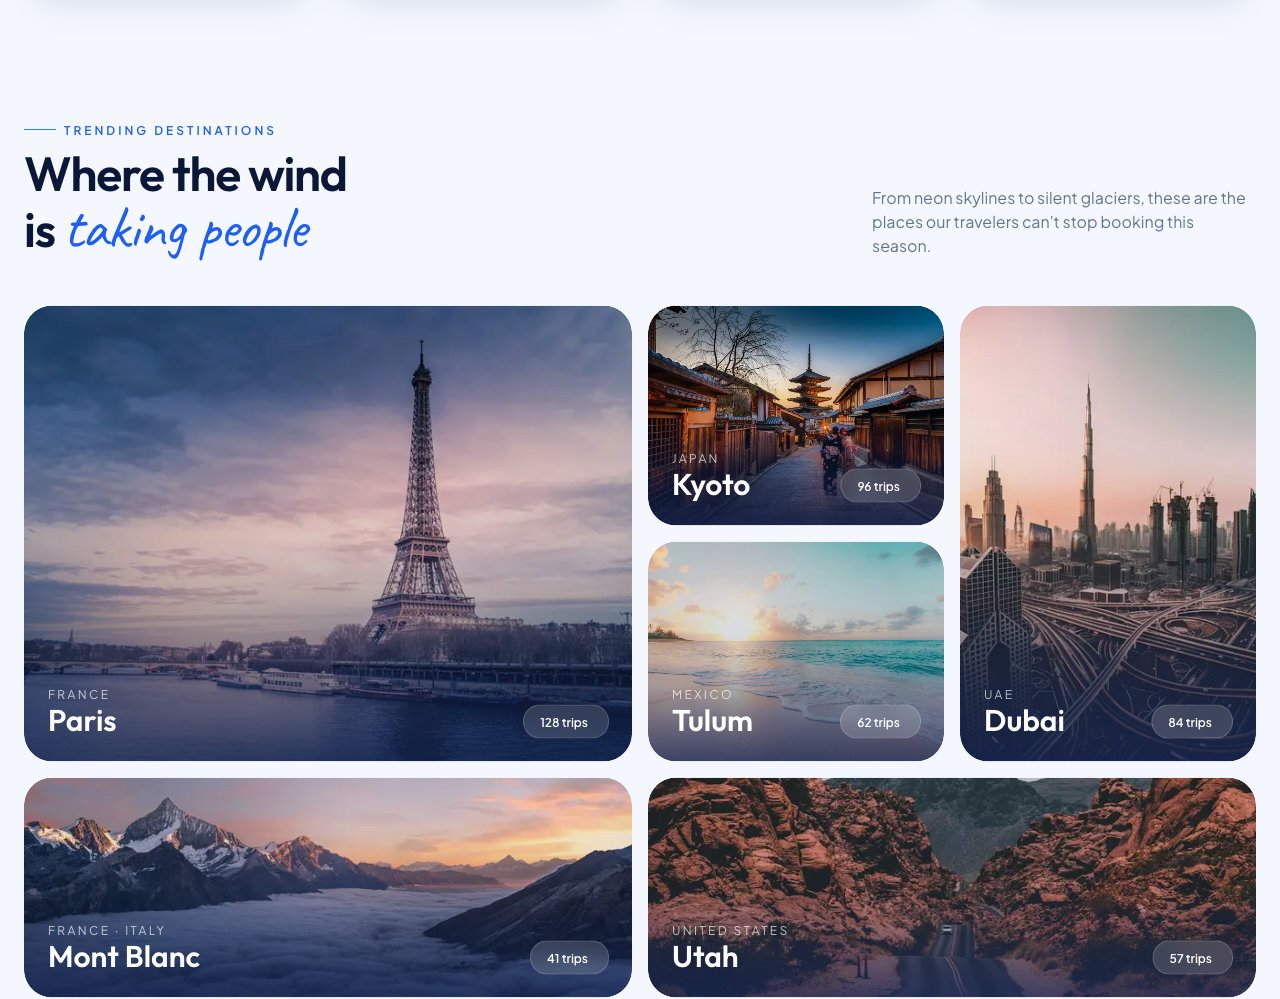 TRENDING DESTINATIONS
Where the wind
is taking people
From neon skylines to silent glaciers, these are the
places our travelers can't stop booking this
season.
FRANCE
Paris
128 trips
JAPAN
Kyoto
96 trips
MEXICO
Tulum
62 trips
UAE
Dubai
84 trips
FRANCE · ITALY
Mont Blanc
41 trips
UNITED STATES
Utah
57 trips